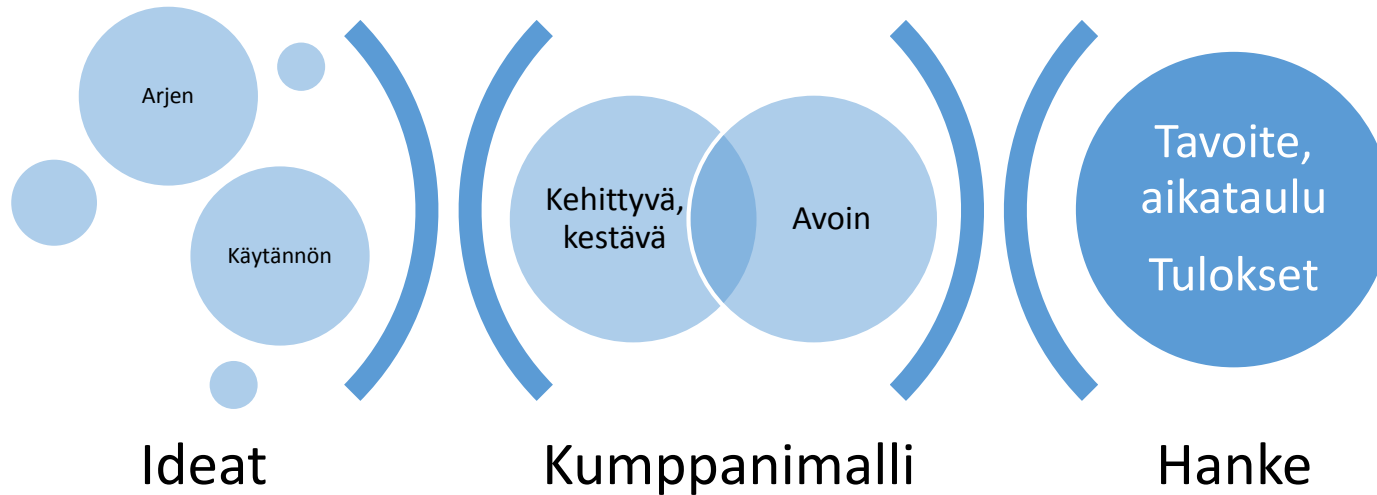 Arjen
Käytännön
Ideat
Kehittyvä,
kestävä
Avoin
Kumppanimalli
Tavoite,
aikataulu
Tulokset
Hanke